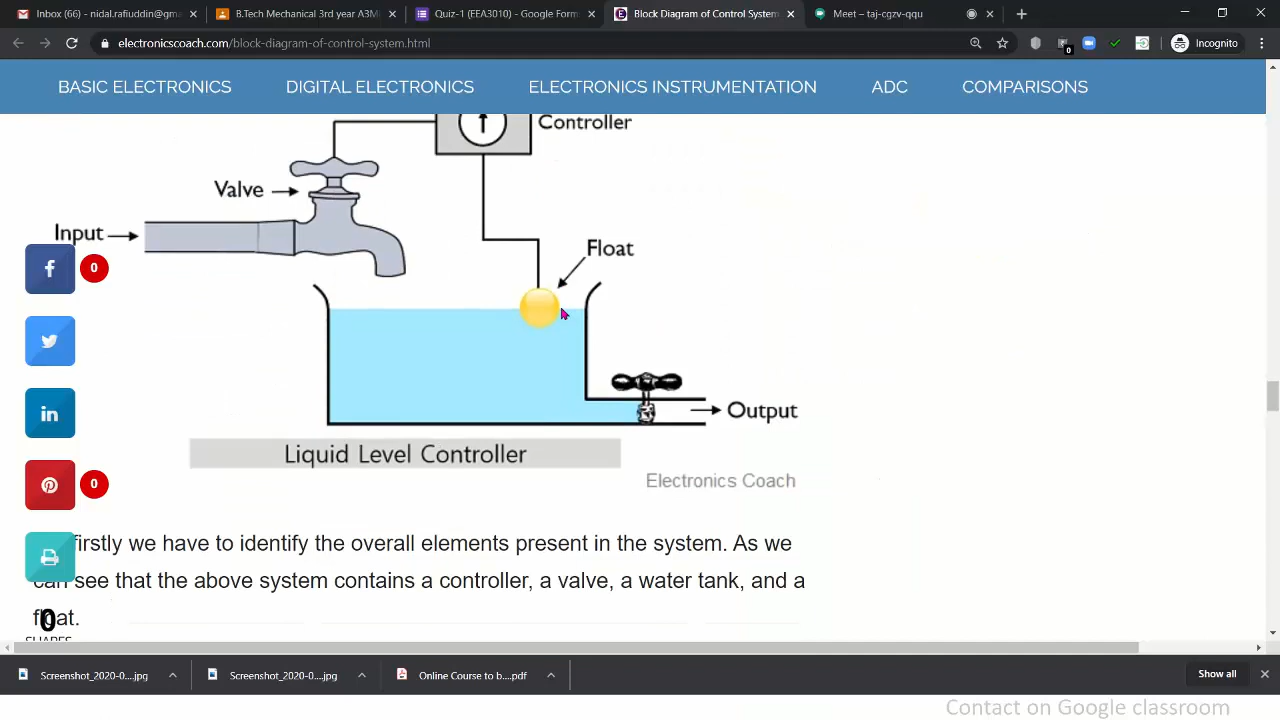 Inbox (66) - nidal.rafiuddin@gma
B.Tech Mechanical 3rd year A3M
Quiz-1 (EEA3010) - Google Form
Block Diagram of Control System
Meet – taj-cgzv-qqu
electronicscoach.com/block-diagram-of-control-system.html
0
Incognito
BASIC ELECTRONICS
DIGITAL ELECTRONICS
ELECTRONICS INSTRUMENTATION
ADC
COMPARISONS
Controller
Valve
Input
Float
0
Output
Liquid Level Controller
Electronics Coach
0
firstly we have to identify the overall elements present in the system. As we
can see that the above system contains a controller, a valve, a water tank, and a
float.
0
SHARES
Screenshot_2020-0....jpg
Screenshot_2020-0....jpg
Online Course to b....pdf
Show all
Contact on Google classroom